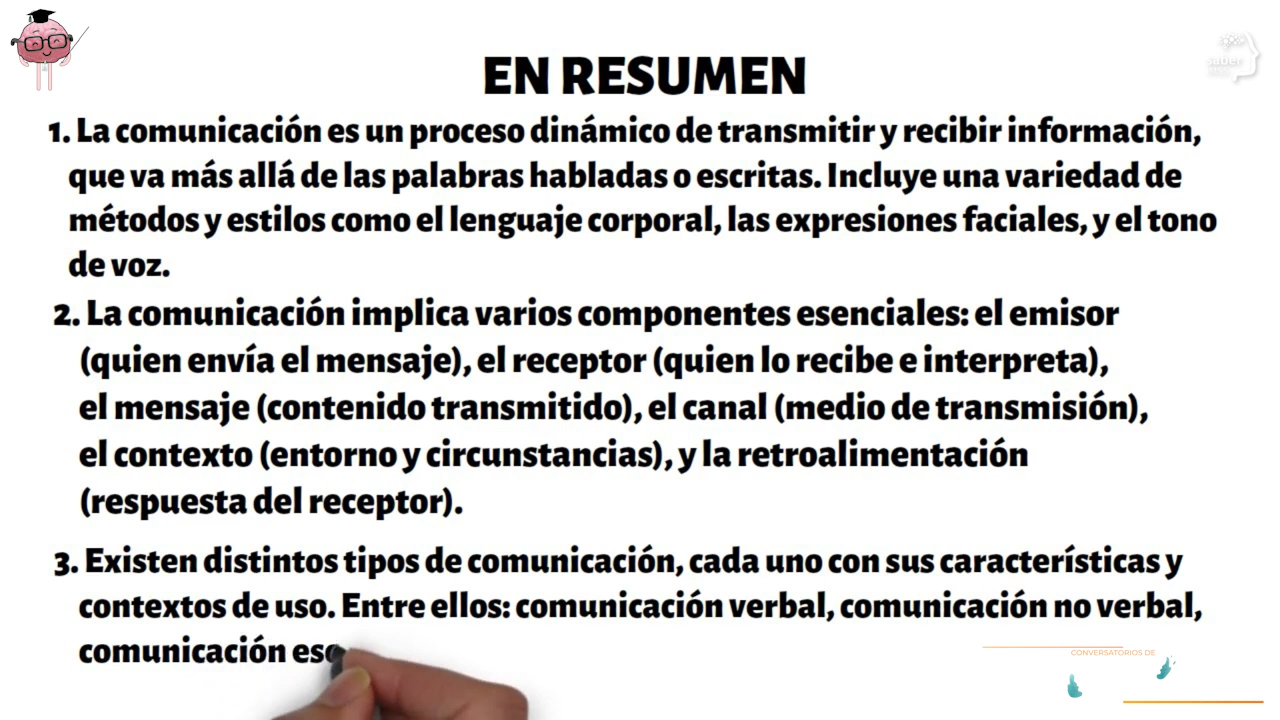 saber
EN RESUMEN
1. La comunicación es un proceso dinámico de transmitir y recibir información,
que va más allá de las palabras habladas o escritas. Incluye una variedad de
métodos y estilos como el lenguaje corporal, las expresiones faciales, y el tono
de voz.
2. La comunicación implica varios componentes esenciales: el emisor
(quien envía el mensaje), el receptor (quien lo recibe e interpreta),
el mensaje (contenido transmitido), el canal (medio de transmisión),
el contexto (entorno y circunstancias), y la retroalimentación
(respuesta del receptor).
3. Existen distintos tipos de comunicación, cada uno con sus características y
contextos de uso. Entre ellos: comunicación verbal, comunicación no verbal,
comunicación esc
CONVERSATORIOS DE